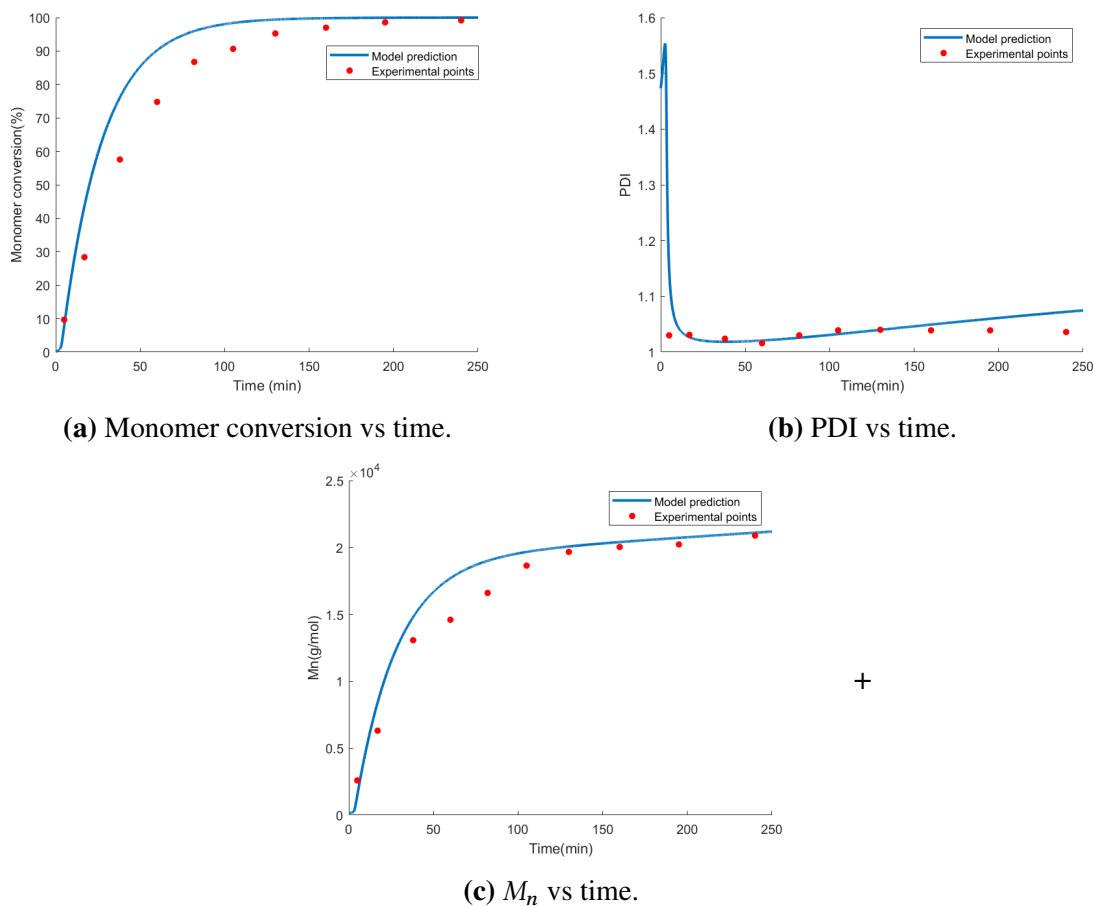 100
90
80
70
60
50
40
30
20
10
0
Monomer conversion(%)
Model prediction
Experimental points
0 50 100 150 200 250
Time (min)
(a) Monomer conversion vs time.
1.6
1.5
1.4
1.3
1.2
1.1
1
PDI
Model prediction
Experimental points
0 50 100 150 200 250
Time(min)
(b) PDI vs time.
×10⁴
2.5
2
1.5
1
0.5
0
Mn(g/mol)
Model prediction
Experimental points
0 50 100 150 200 250
Time(min)
+
(c) Mₙ vs time.